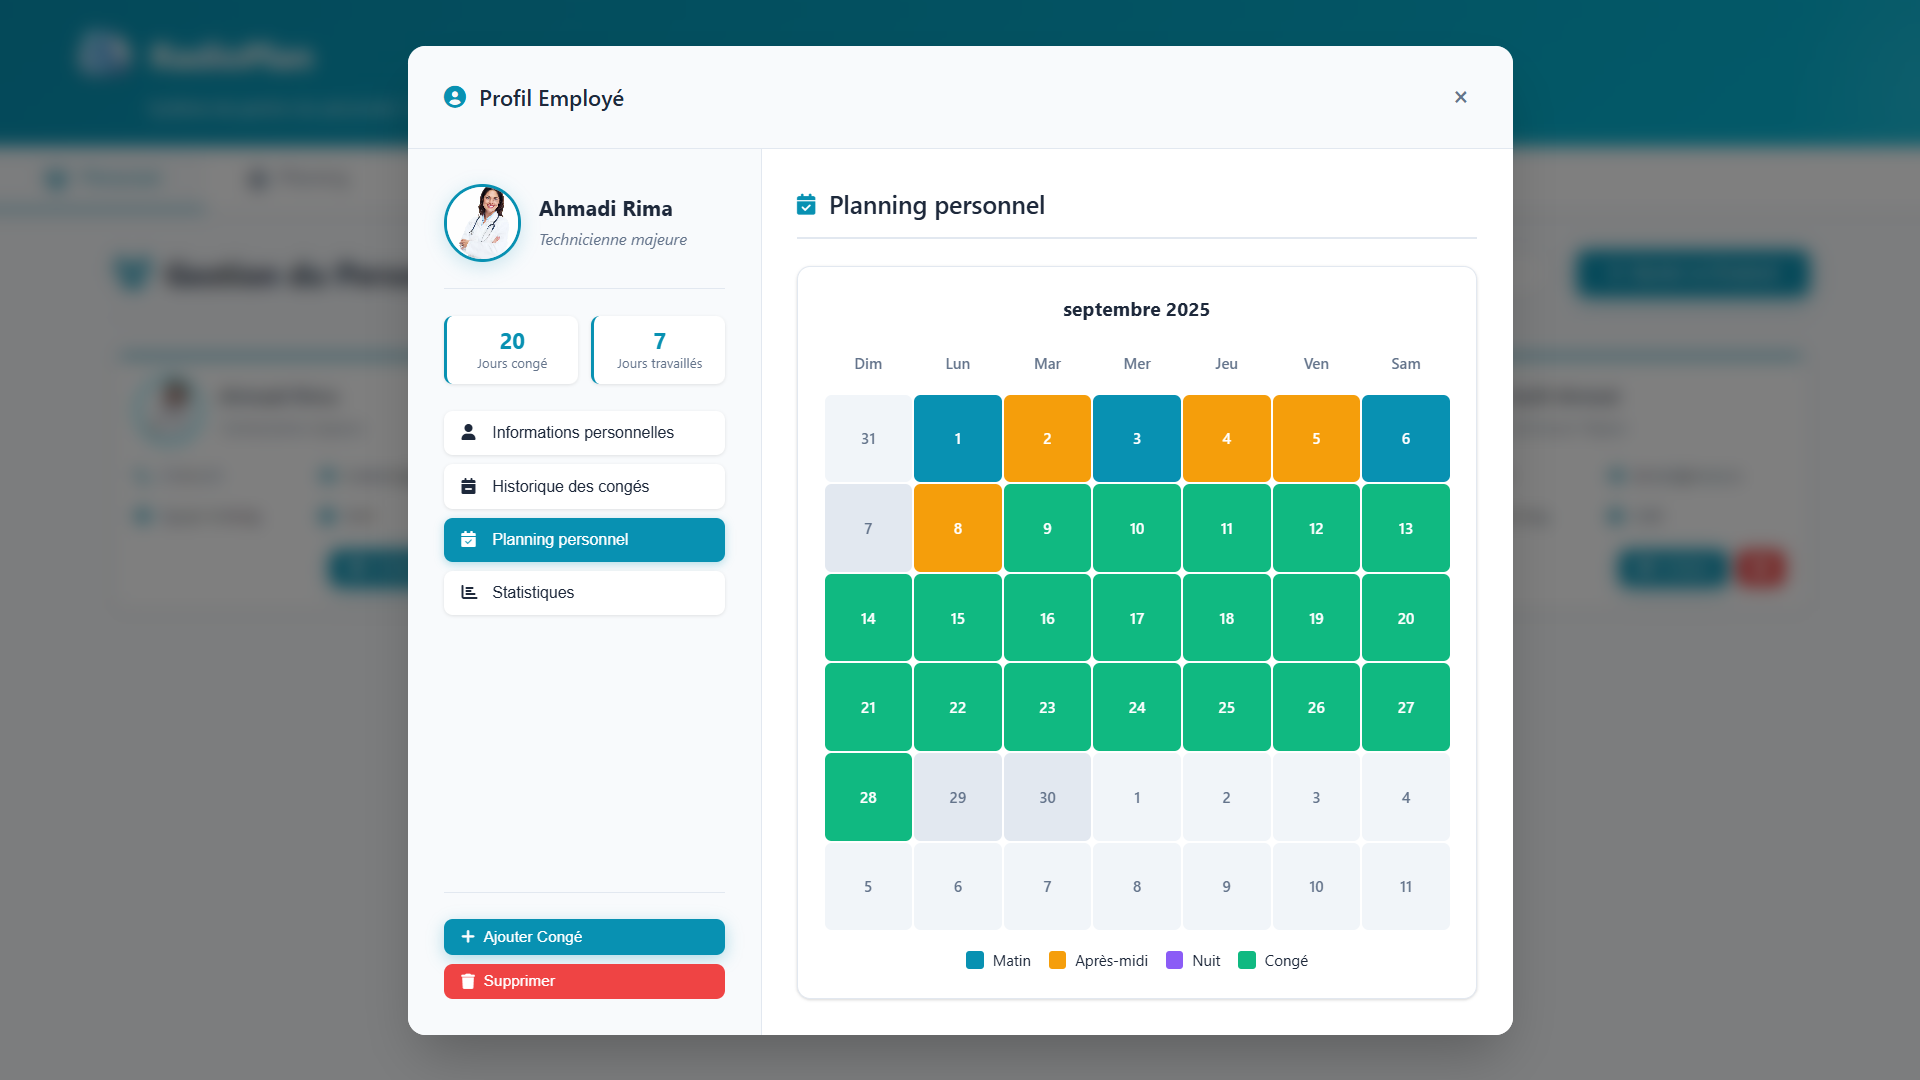 Profil Employé
×
Ahmadi Rima
Technicienne majeure
20
Jours congé
7
Jours travaillés
Informations personnelles
Historique des congés
Planning personnel
Statistiques
Ajouter Congé
Supprimer
Planning personnel
septembre 2025
Dim Lun Mar Mer Jeu Ven Sam
31 1 2 3 4 5 6
7 8 9 10 11 12 13
14 15 16 17 18 19 20
21 22 23 24 25 26 27
28 29 30 1 2 3 4
5 6 7 8 9 10 11
Matin Après-midi Nuit Congé